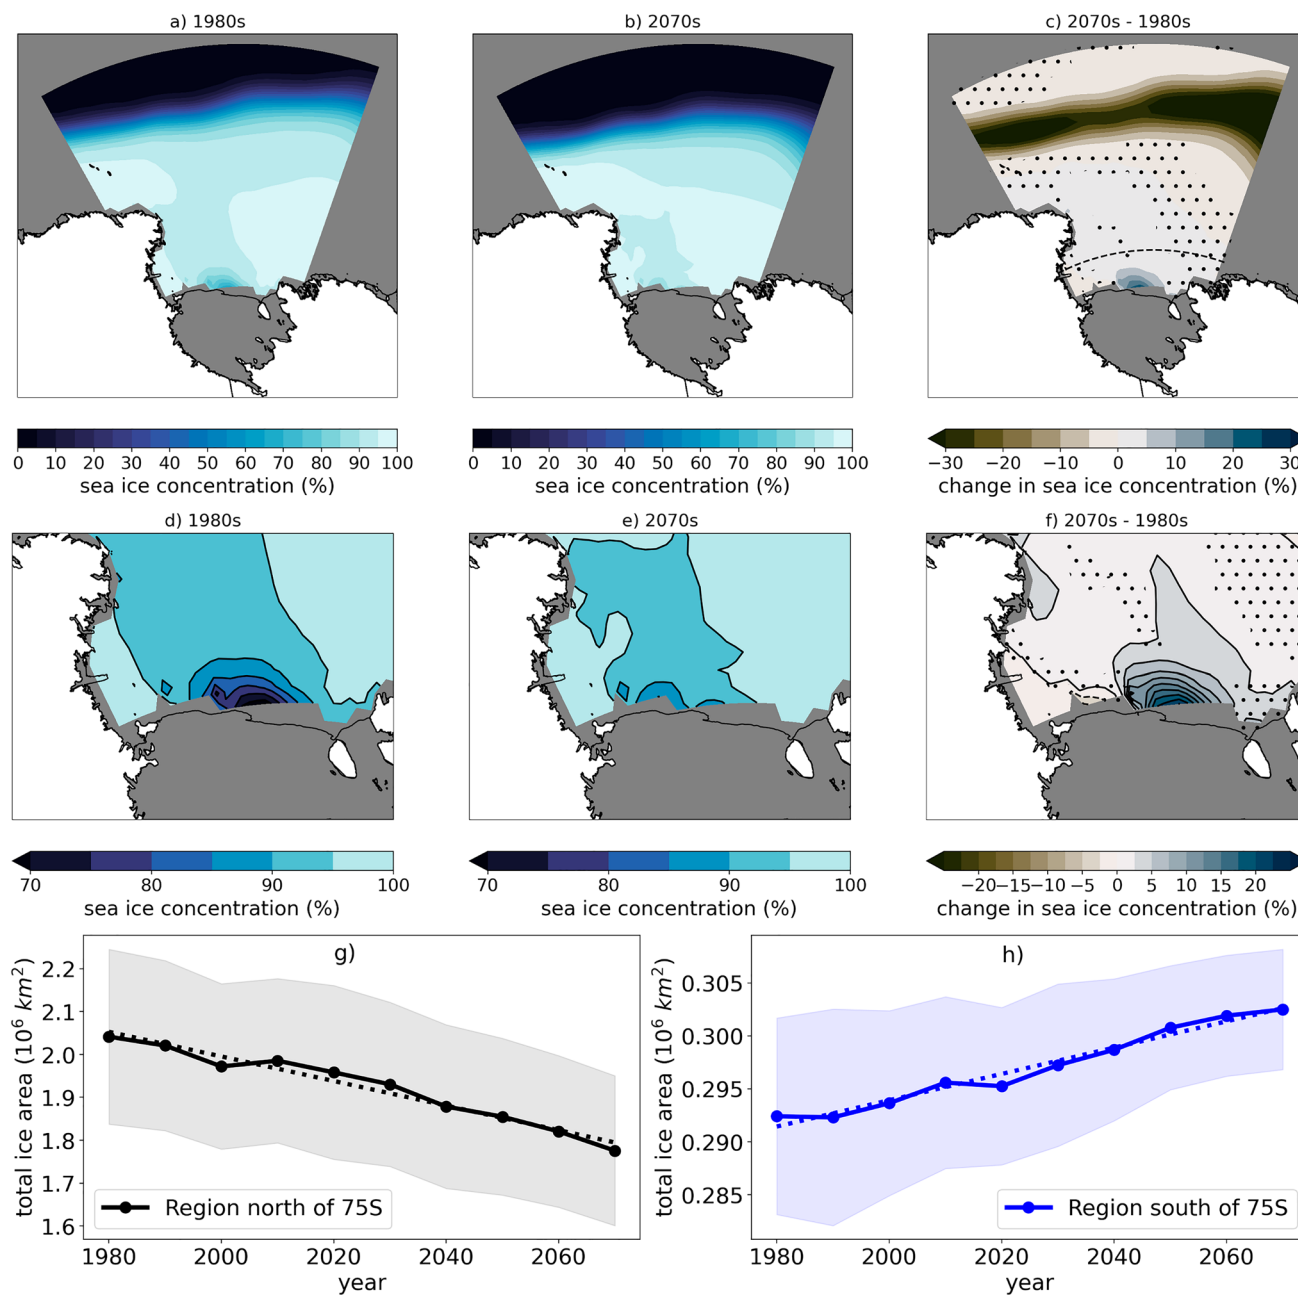 a) 1980s
b) 2070s
c) 2070s - 1980s
0 10 20 30 40 50 60 70 80 90 100
sea ice concentration (%)
0 10 20 30 40 50 60 70 80 90 100
sea ice concentration (%)
−30 −20 −10 0 10 20 30
change in sea ice concentration (%)
d) 1980s
e) 2070s
f) 2070s - 1980s
70 80 90 100
sea ice concentration (%)
70 80 90 100
sea ice concentration (%)
−20 −15 −10 −5 0 5 10 15 20
change in sea ice concentration (%)
g)
total ice area (10⁶ km²)
2.2
2.1
2.0
1.9
1.8
1.7
1.6
Region north of 75S
1980 2000 2020 2040 2060
year
h)
total ice area (10⁶ km²)
0.305
0.300
0.295
0.290
0.285
Region south of 75S
1980 2000 2020 2040 2060
year